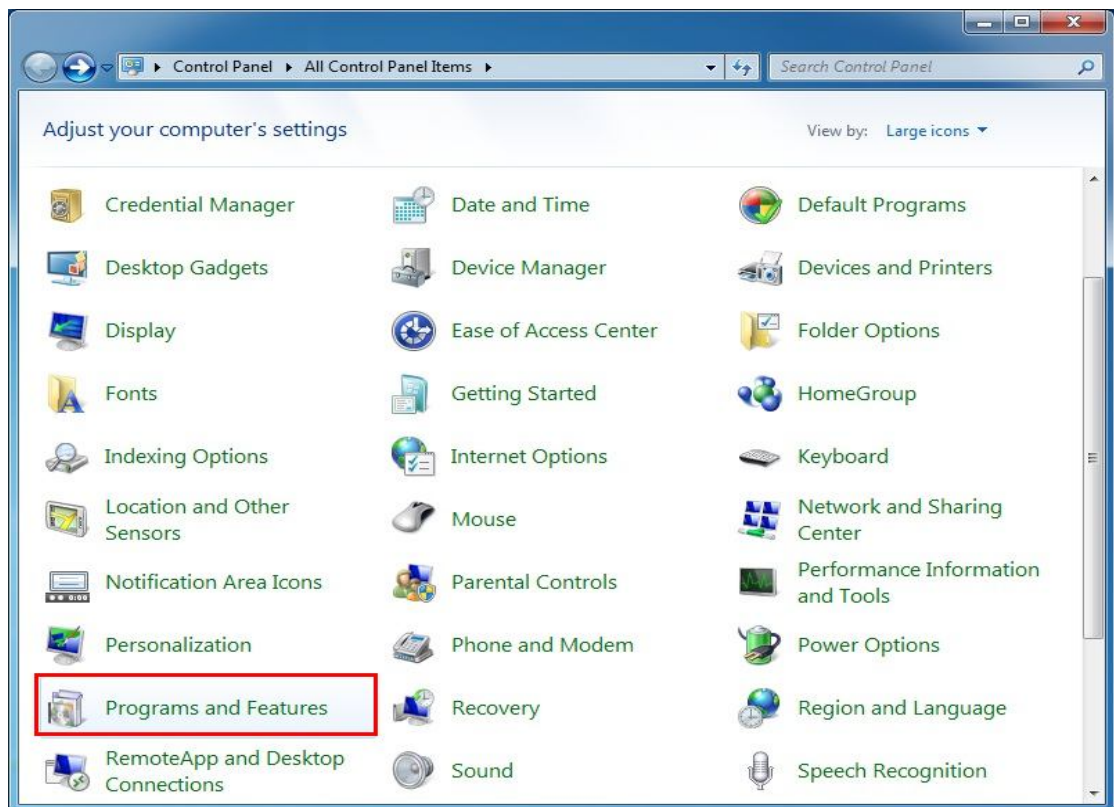 Control Panel All Control Panel Items Search Control Panel
Adjust your computer's settings View by: Large icons
Credential Manager Date and Time Default Programs
Desktop Gadgets Device Manager Devices and Printers
Display Ease of Access Center Folder Options
Fonts Getting Started HomeGroup
Indexing Options Internet Options Keyboard
Location and Other
Sensors
Mouse
Network and Sharing
Center
Notification Area Icons Parental Controls
Performance Information
and Tools
Personalization Phone and Modem Power Options
Programs and Features Recovery Region and Language
RemoteApp and Desktop
Connections
Sound Speech Recognition